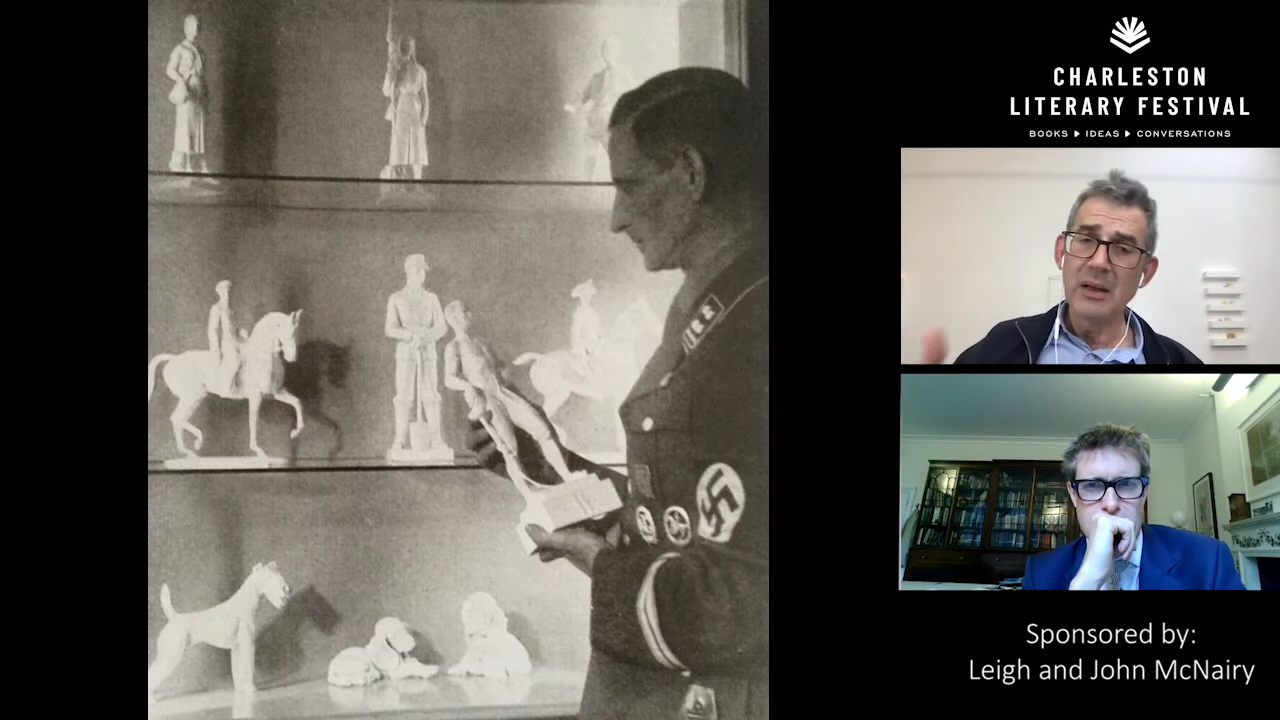 CHARLESTON
LITERARY FESTIVAL
BOOKS IDEAS CONVERSATIONS
Sponsored by:
Leigh and John McNairy